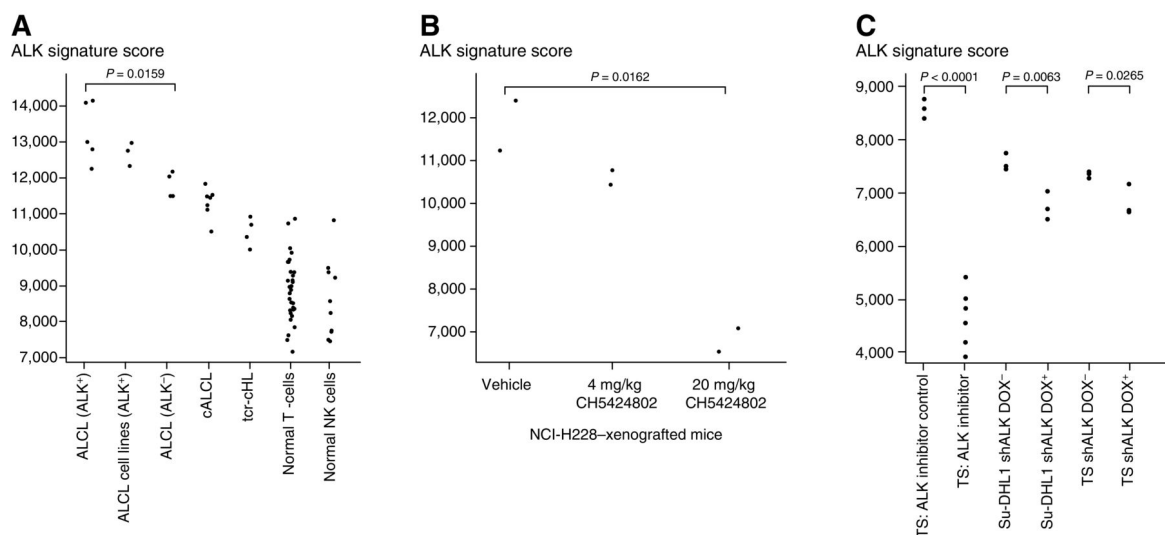 A
ALK signature score
P = 0.0159
14,000
13,000
12,000
11,000
10,000
9,000
8,000
7,000
ALCL (ALK⁺)
ALCL cell lines (ALK⁺)
ALCL (ALK⁻)
cALCL
tcr-cHL
Normal T -cells
Normal NK cells
B
ALK signature score
P = 0.0162
12,000
11,000
10,000
9,000
8,000
7,000
Vehicle
4 mg/kg
CH5424802
20 mg/kg
CH5424802
NCI-H228–xenografted mice
C
ALK signature score
P < 0.0001
P = 0.0063
P = 0.0265
9,000
8,000
7,000
6,000
5,000
4,000
TS: ALK inhibitor control
TS: ALK inhibitor
Su-DHL1 shALK DOX⁻
Su-DHL1 shALK DOX⁺
TS shALK DOX⁻
TS shALK DOX⁺